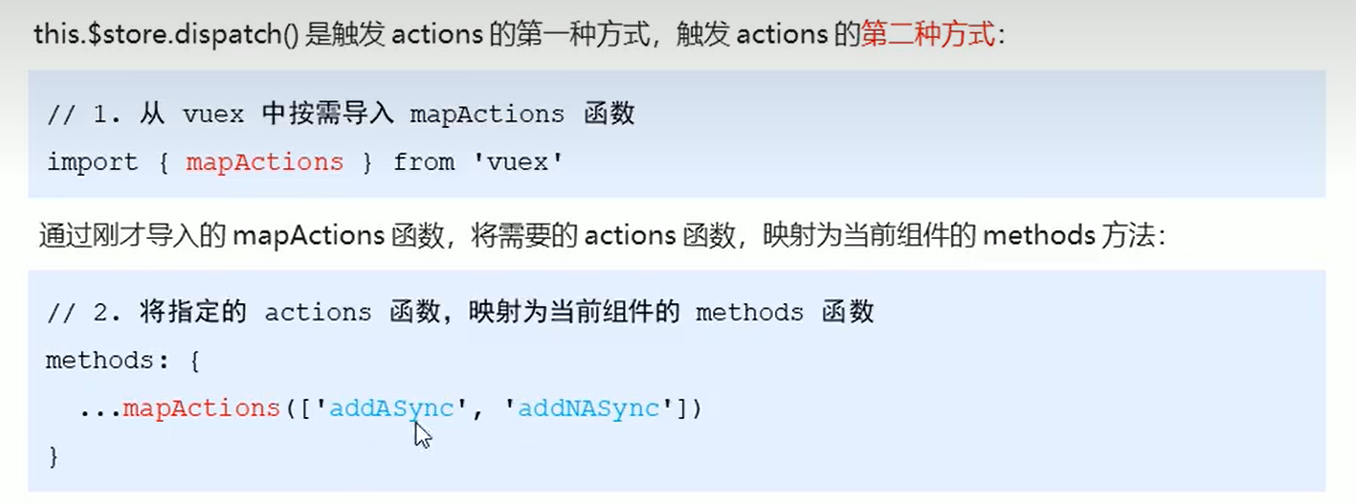 this.$store.dispatch() 是触发 actions 的第一种方式，触发 actions 的第二种方式：
// 1. 从 vuex 中按需导入 mapActions 函数
import { mapActions } from 'vuex'
通过刚才导入的 mapActions 函数，将需要的 actions 函数，映射为当前组件的 methods 方法：
// 2. 将指定的 actions 函数，映射为当前组件的 methods 函数
methods: {
...mapActions(['addASync', 'addNASync'])
}